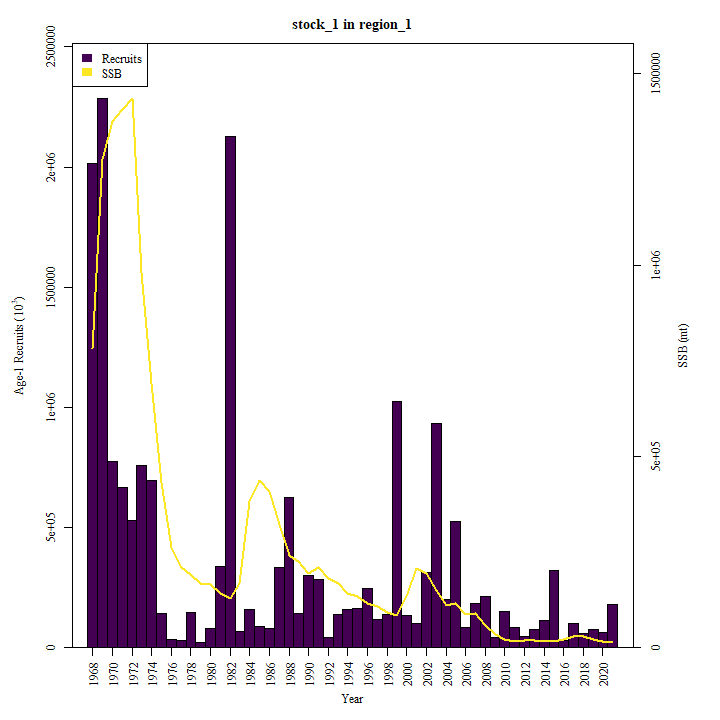 stock_1 in region_1
Recruits
SSB
2500000
2e+06
1500000
1e+06
5e+05
0
Age-1 Recruits (10³)
1500000
1e+06
5e+05
0
SSB (mt)
1968 1970 1972 1974 1976 1978 1980 1982 1984 1986 1988 1990 1992 1994 1996 1998 2000 2002 2004 2006 2008 2010 2012 2014 2016 2018 2020
Year